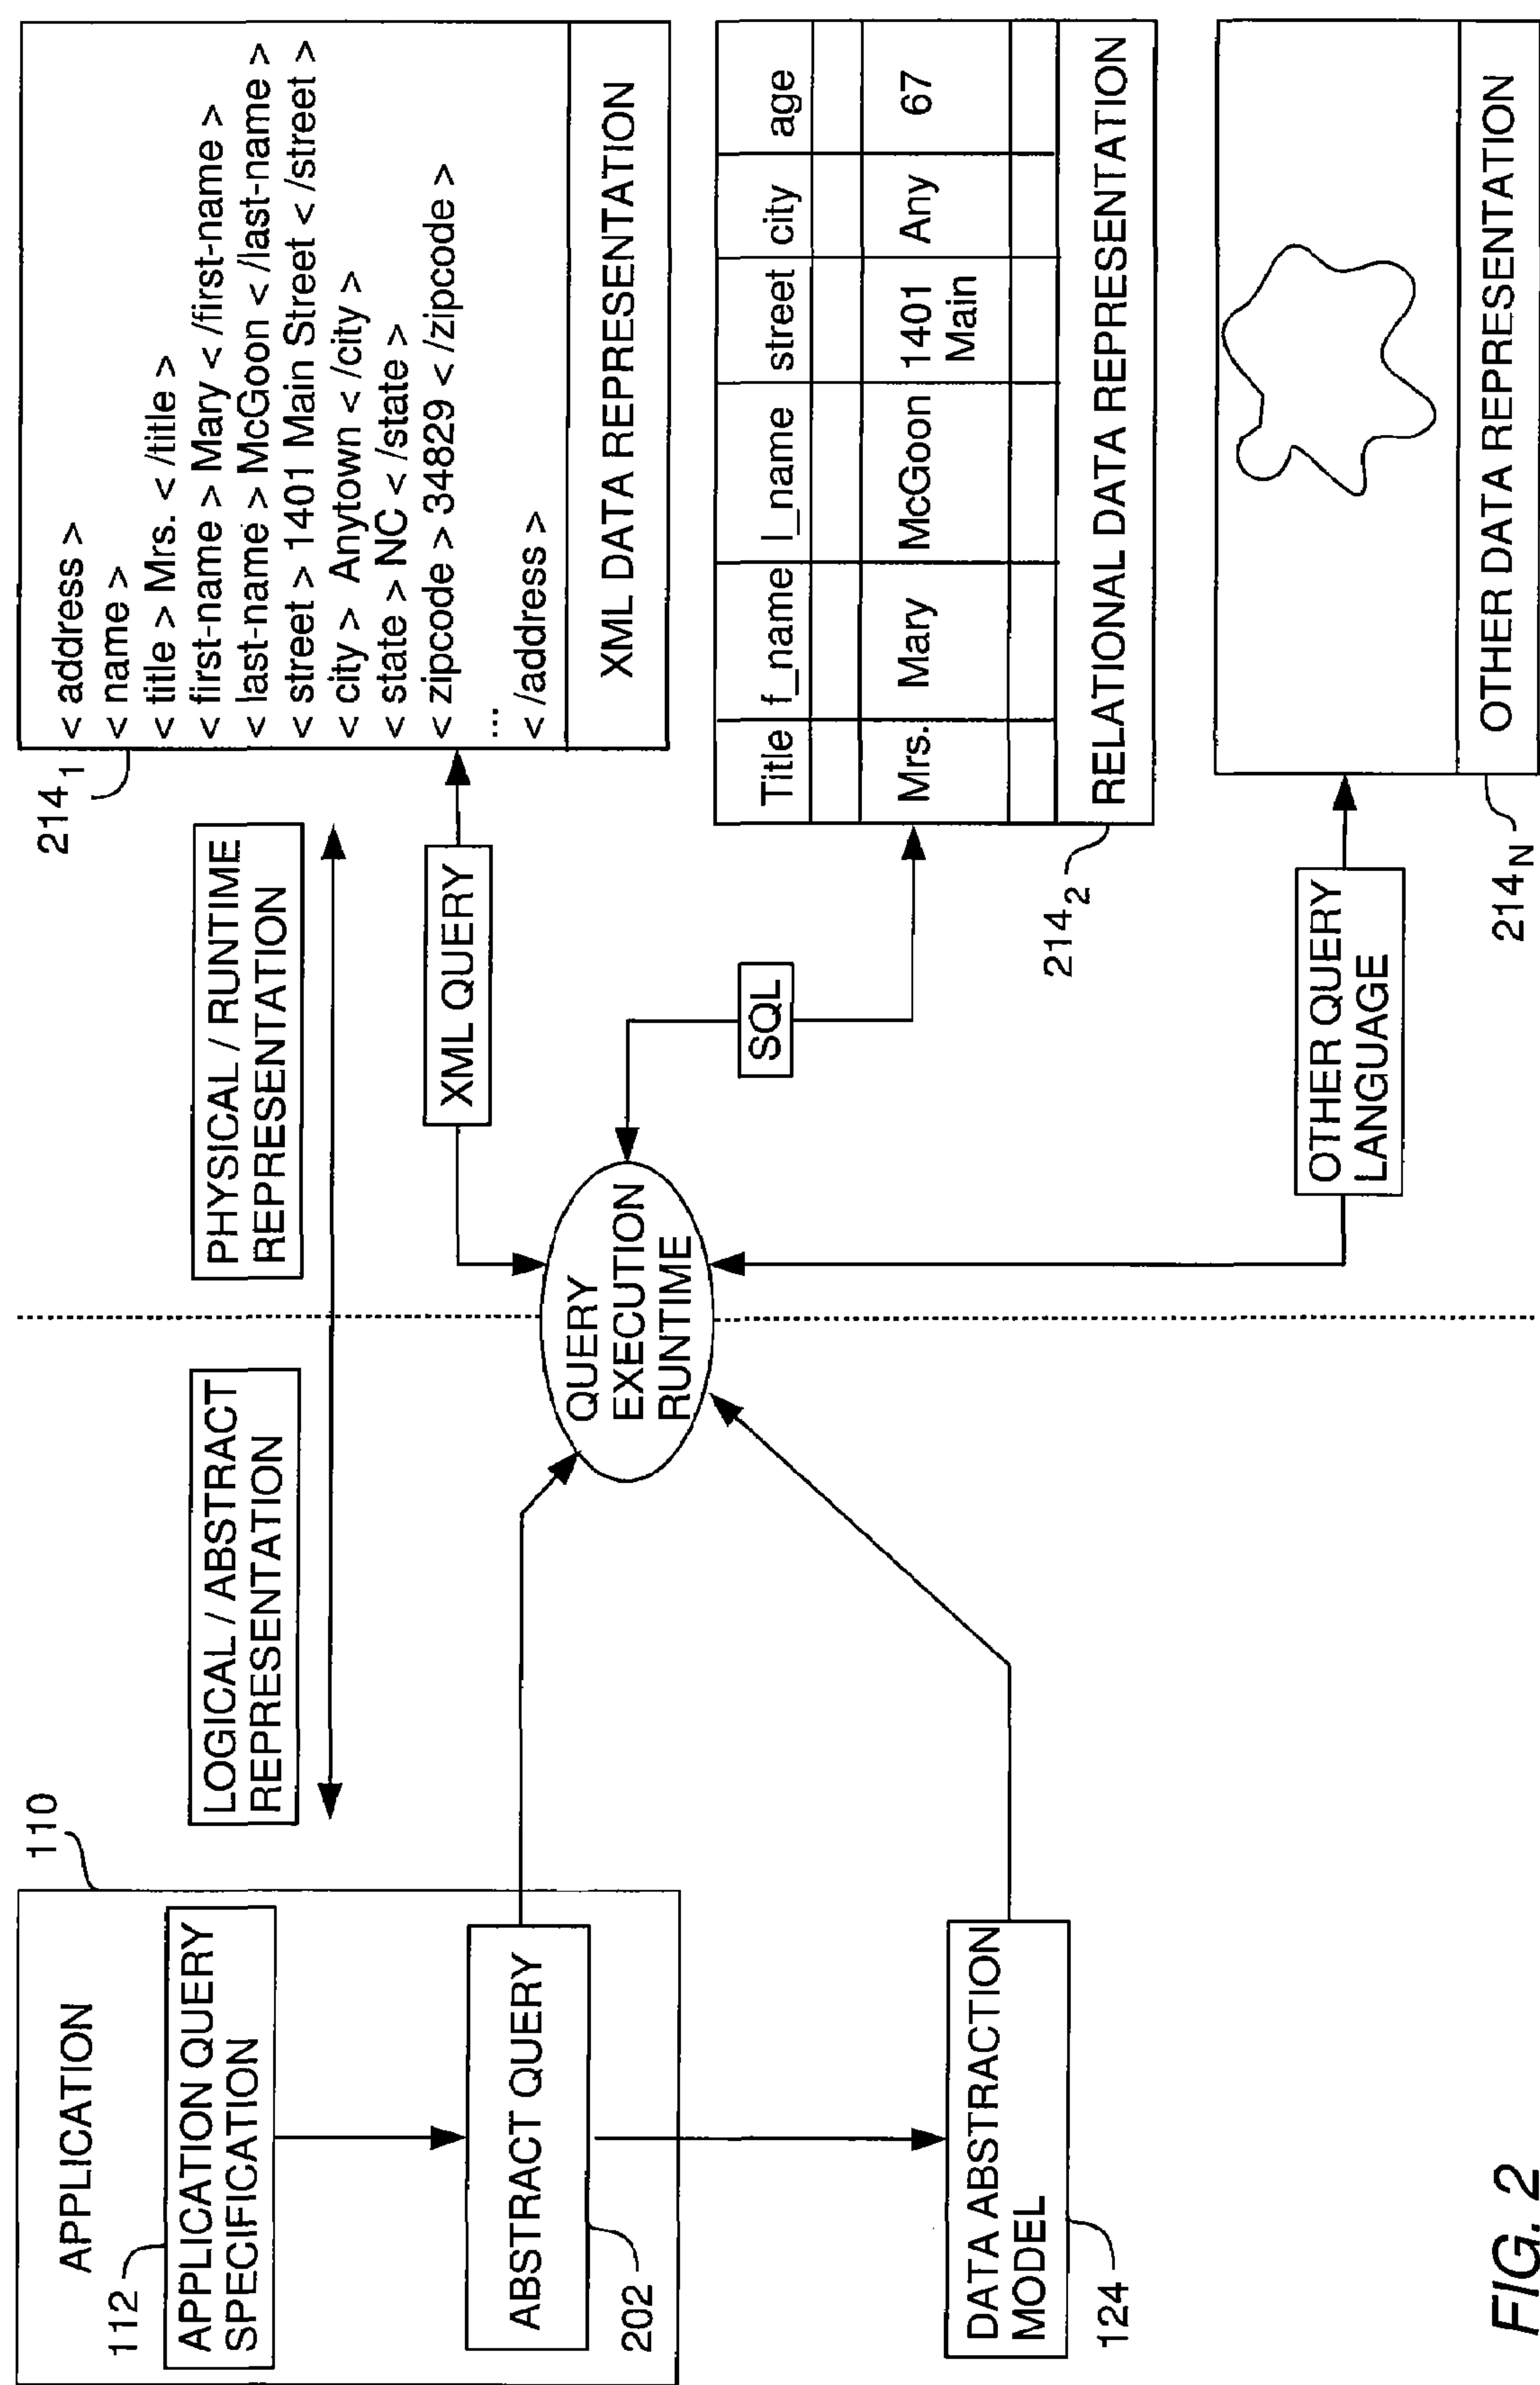 110
APPLICATION
112
APPLICATION QUERY
SPECIFICATION
ABSTRACT QUERY
202
DATA ABSTRACTION
MODEL
124
LOGICAL / ABSTRACT
REPRESENTATION
PHYSICAL / RUNTIME
REPRESENTATION
QUERY
EXECUTION
RUNTIME
XML QUERY
SQL
OTHER QUERY
LANGUAGE
214₁
< address >
< name >
< title > Mrs. < /title >
< first-name > Mary < /first-name >
< last-name > McGoon < /last-name >
< street > 1401 Main Street < /street >
< city > Anytown < /city >
< state > NC < /state >
< zipcode > 34829 < /zipcode >
...
< /address >
XML DATA REPRESENTATION
Title f_name l_name street city age
Mrs. Mary McGoon 1401 Any 67
Main
RELATIONAL DATA REPRESENTATION
214₂
OTHER DATA REPRESENTATION
214N
FIG. 2